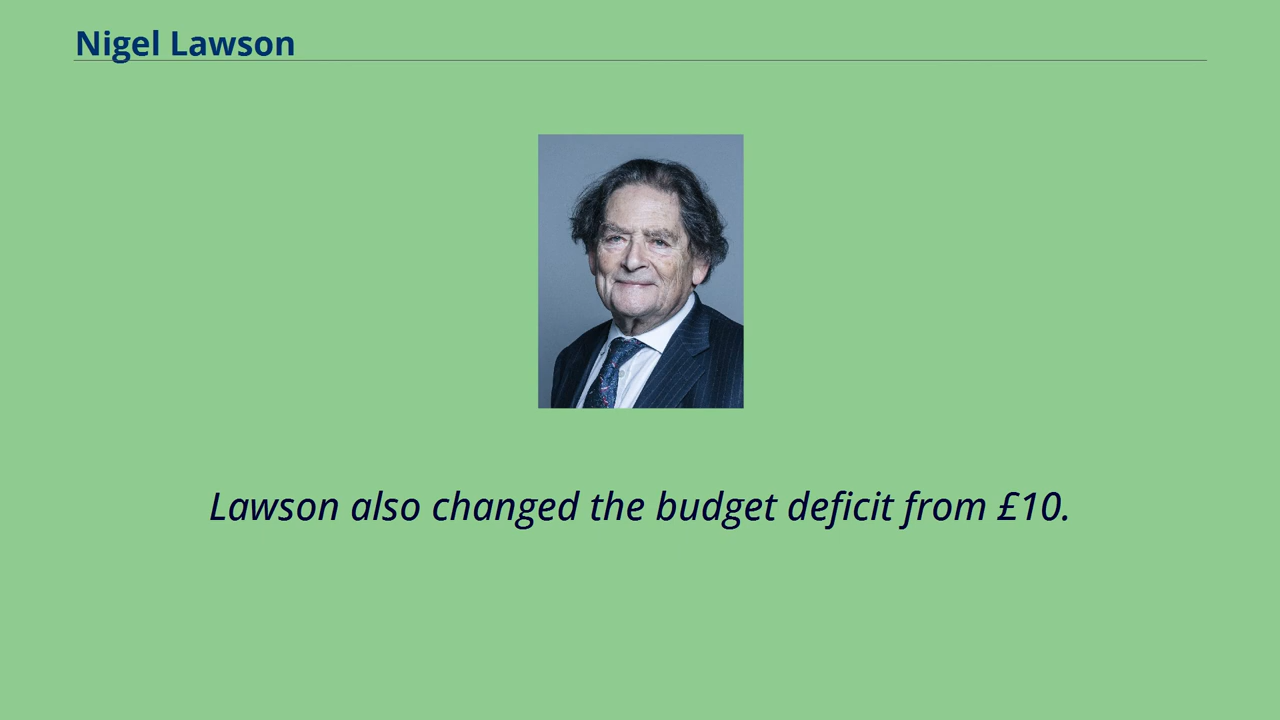 Nigel Lawson
Lawson also changed the budget deficit from £10.